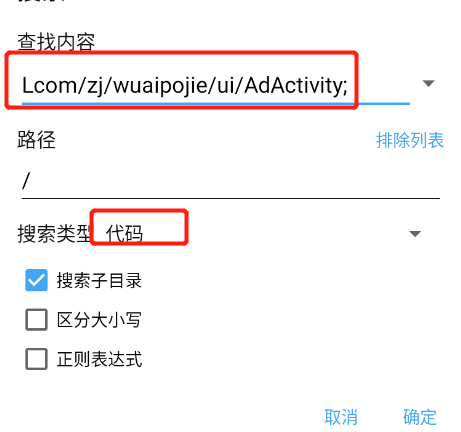 查找内容
Lcom/zj/wuaipojie/ui/AdActivity;
路径 排除列表
/
搜索类型 代码
搜索子目录
区分大小写
正则表达式
取消 确定